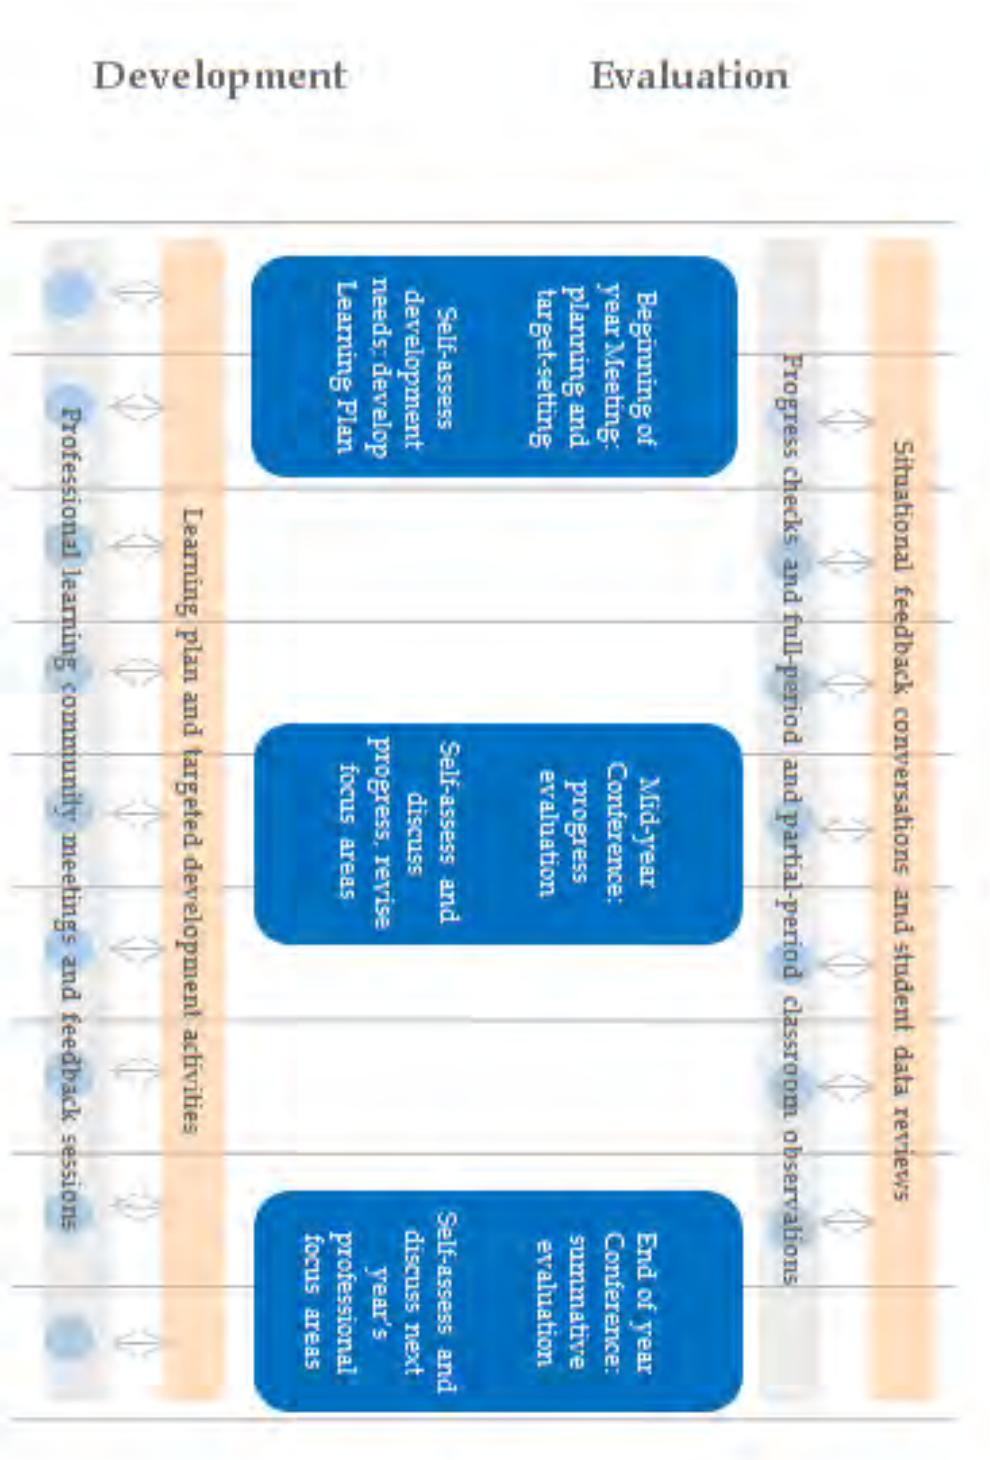 Development
Evaluation
Situational feedback conversations and student data reviews
Progress checks and full-period and partial-period classroom observations
Beginning of
year Meeting:
planning and
target-setting
Self-assess
development
needs; develop
Learning Plan
Mid-year
Conference:
progress
evaluation
Self-assess and
discuss
progress, revise
focus areas
End of year
Conference:
summative
evaluation
Self-assess and
discuss next
year's
professional
focus areas
Learning plan and targeted development activities
Professional learning community meetings and feedback sessions